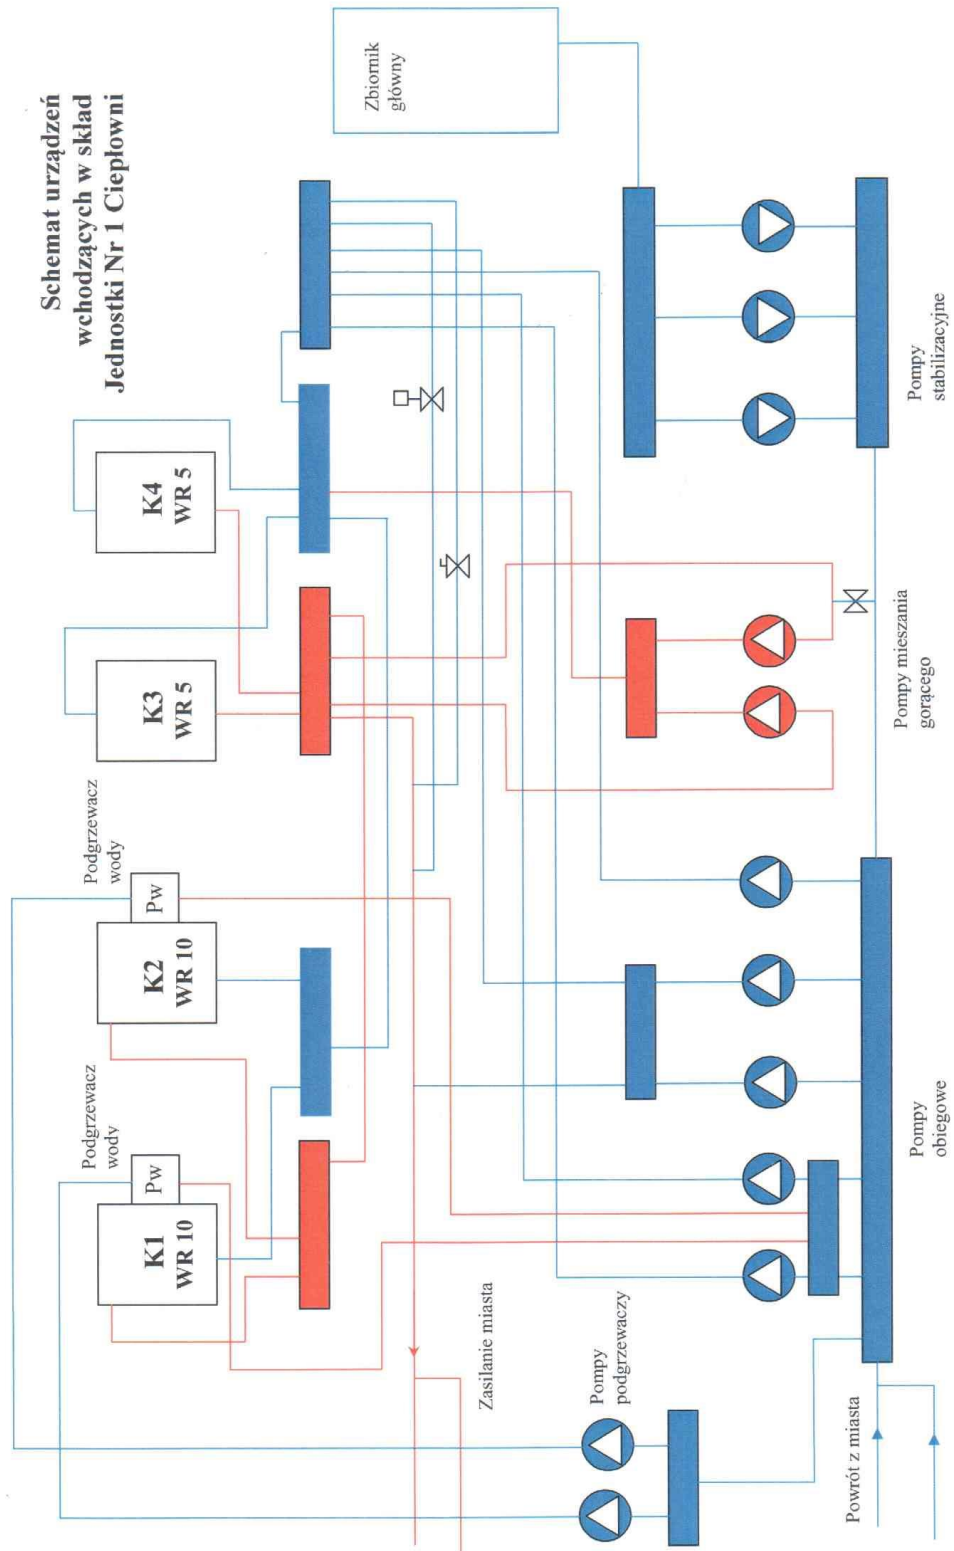 Schemat urządzeń
wchodzących w skład
Jednostki Nr 1 Ciepłowni
Podgrzewacz
wody
Podgrzewacz
wody
K1
WR 10
Pw
K2
WR 10
Pw
K3
WR 5
K4
WR 5
Zbiornik
główny
Zasilanie miasta
Pompy
podgrzewaczy
Powrót z miasta
Pompy
obiegowe
Pompy mieszania
gorącego
Pompy
stabilizacyjne